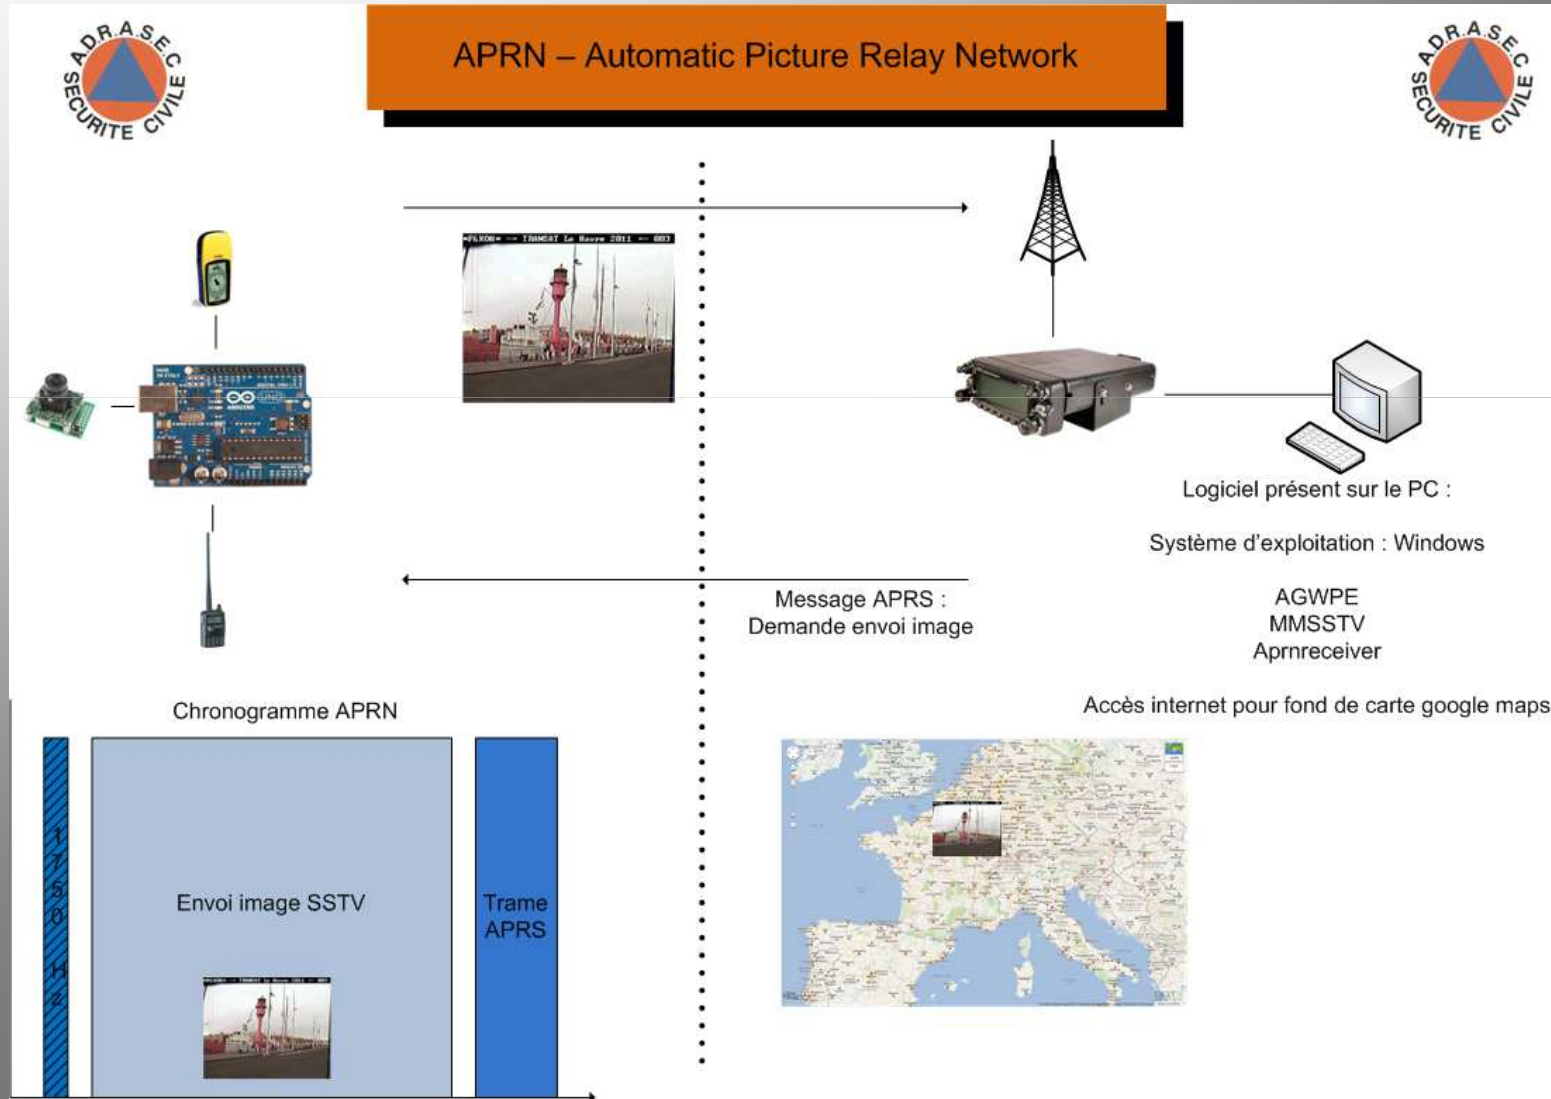 A.D.R.A.S.E.C
SECURITE CIVILE
APRN – Automatic Picture Relay Network
A.D.R.A.S.E.C
SECURITE CIVILE
TRANSAT Le Havre 2011
ARDUINO
UNO
Logiciel présent sur le PC :
Système d'exploitation : Windows
AGWPE
MMSSTV
Aprnreceiver
Accès internet pour fond de carte google maps
Message APRS :
Demande envoi image
Chronogramme APRN
1750 Hz
Envoi image SSTV
Trame
APRS